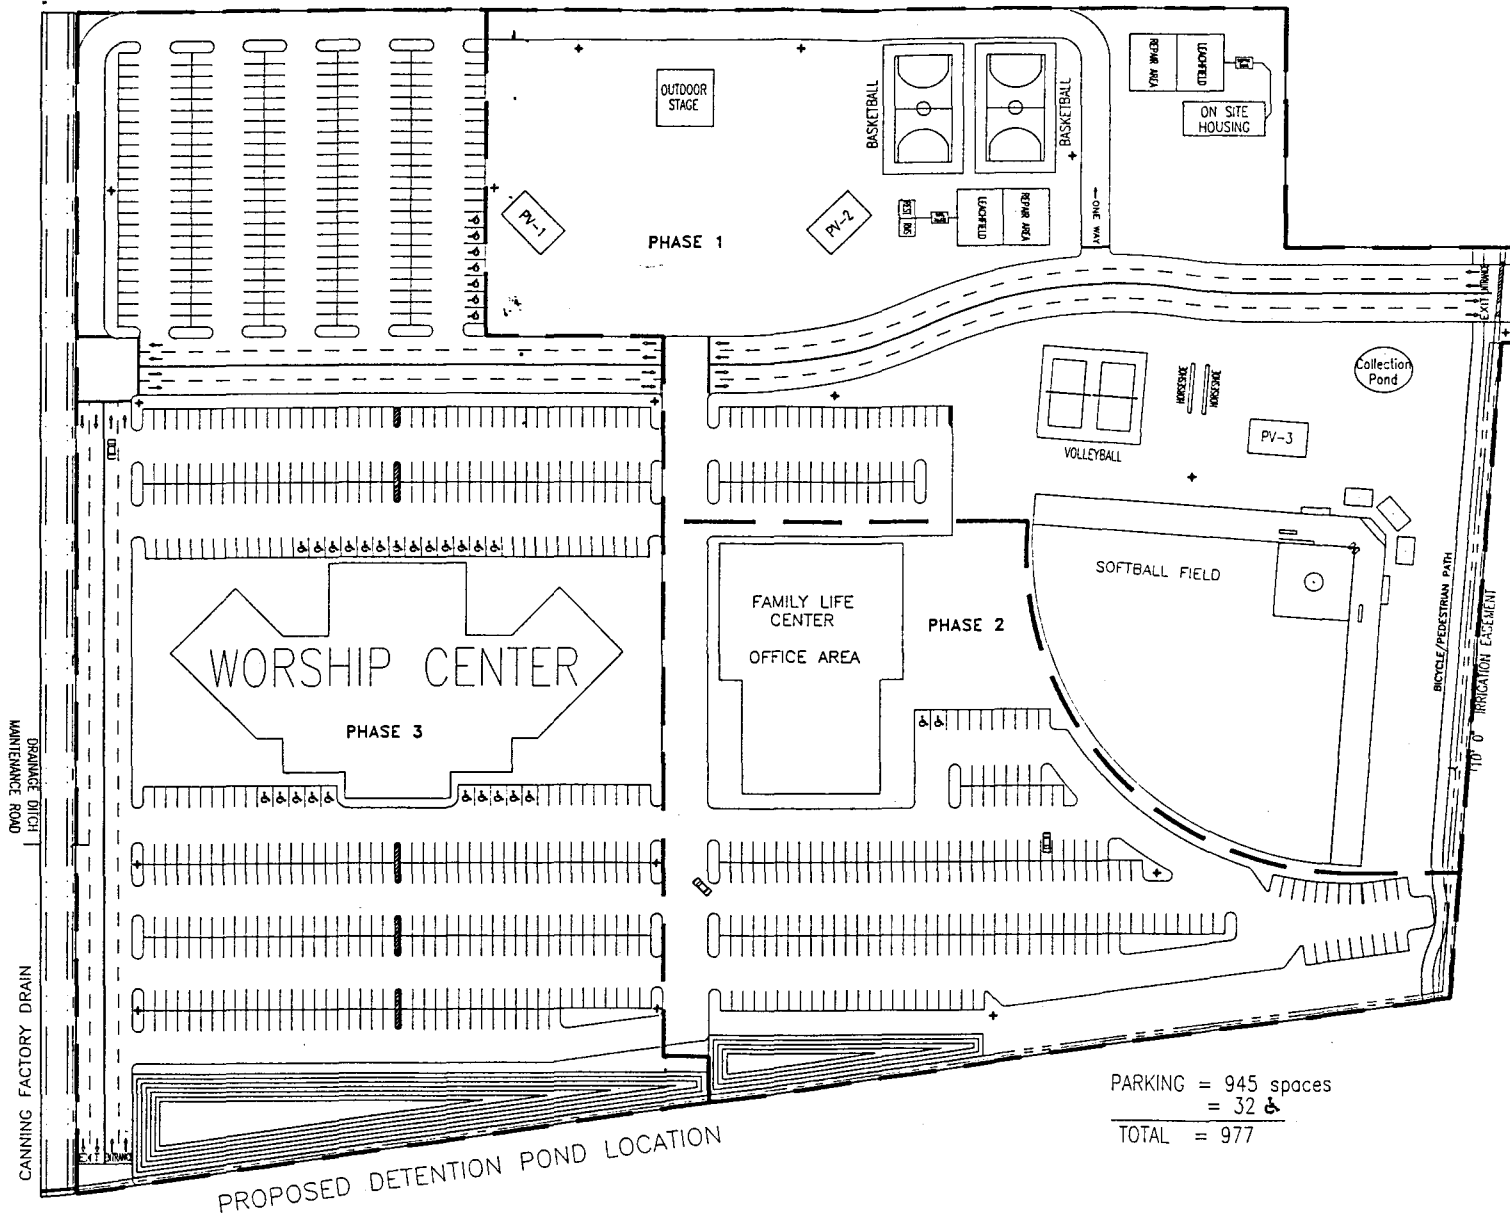 OUTDOOR
STAGE
BASKETBALL
BASKETBALL
REPAIR AREA
LEACHFIELD
ON SITE
HOUSING
PV-1
PV-2
PHASE 1
REST RMS
LEACHFIELD
REPAIR AREA
←ONE WAY
ENTRANCE
EXIT
Collection
Pond
HORSESHOE
HORSESHOE
VOLLEYBALL
PV-3
SOFTBALL FIELD
FAMILY LIFE
CENTER
OFFICE AREA
PHASE 2
WORSHIP CENTER
PHASE 3
BICYCLE/PEDESTRIAN PATH
10' 0" IRRIGATION EASEMENT
DRAINAGE DITCH
MAINTENANCE ROAD
CANNING FACTORY DRAIN
EXIT
ENTRANCE
PROPOSED DETENTION POND LOCATION
PARKING = 945 spaces
= 32 ♿
TOTAL = 977